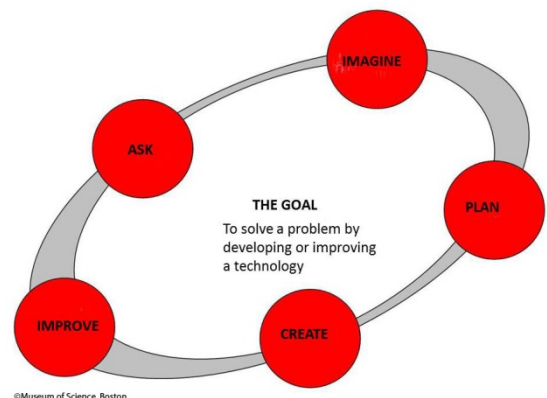 IMAGINE
ASK
PLAN
THE GOAL
To solve a problem by
developing or improving
a technology
IMPROVE
CREATE
©Museum of Science, Boston